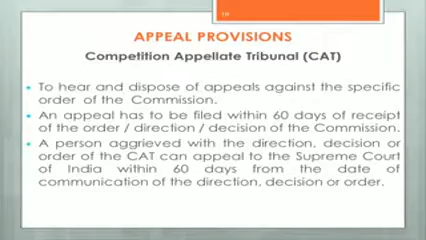 APPEAL PROVISIONS
Competition Appellate Tribunal (CAT)
To hear and dispose of appeals against the specific
order of the Commission.
An appeal has to be filed within 60 days of receipt
of the order / direction / decision of the Commission.
A person aggrieved with the direction, decision or
order of the CAT can appeal to the Supreme Court
of India within 60 days from the date of
communication of the direction, decision or order.